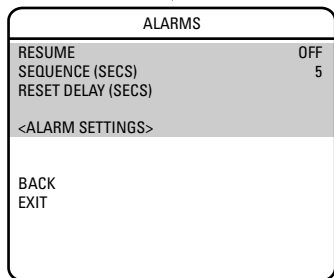 ALARMS
RESUME OFF
SEQUENCE (SECS) 5
RESET DELAY (SECS)
<ALARM SETTINGS>
BACK
EXIT